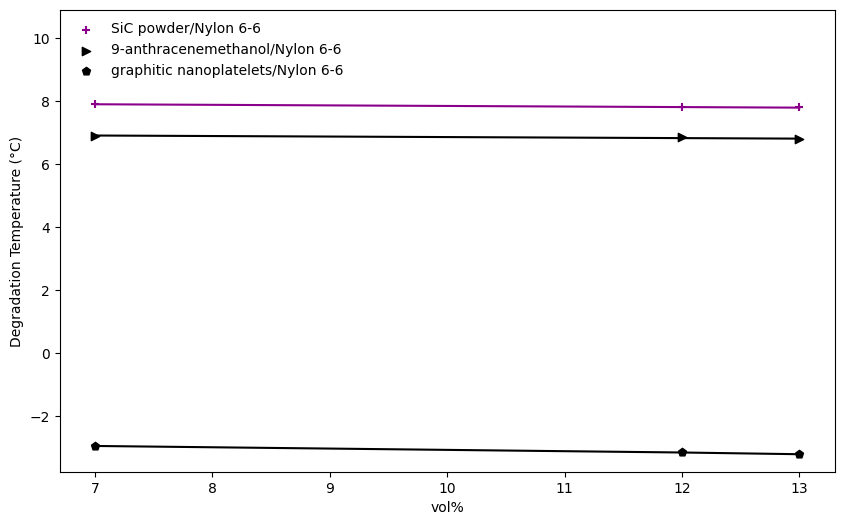 SiC powder/Nylon 6-6
9-anthracenemethanol/Nylon 6-6
graphitic nanoplatelets/Nylon 6-6
Degradation Temperature (°C)
10
8
6
4
2
0
−2
7 8 9 10 11 12 13
vol%